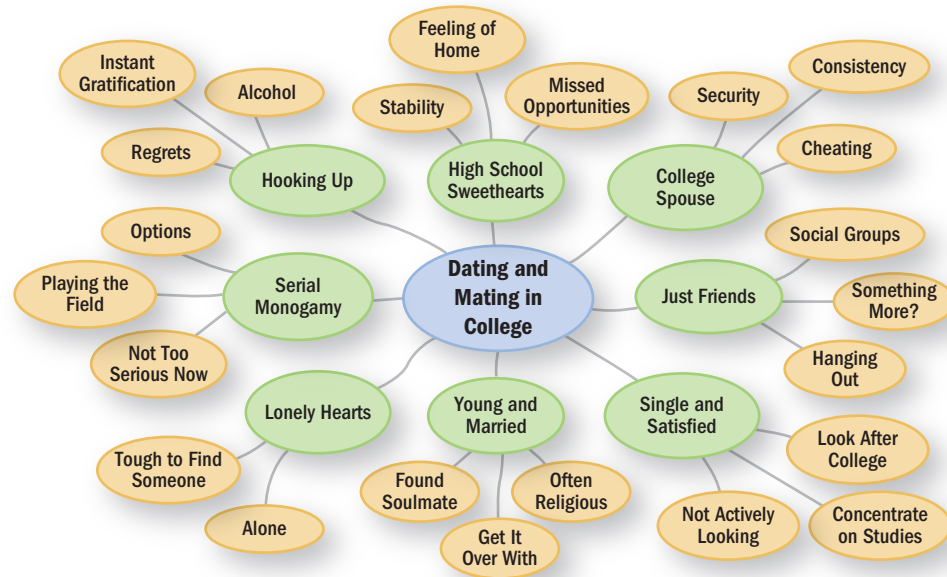 Dating and
Mating in
College
Hooking Up
Instant
Gratification
Alcohol
Regrets
High School
Sweethearts
Stability
Feeling of
Home
Missed
Opportunities
College
Spouse
Security
Consistency
Cheating
Just Friends
Social Groups
Something
More?
Hanging
Out
Single and
Satisfied
Look After
College
Concentrate
on Studies
Not Actively
Looking
Young and
Married
Found
Soulmate
Get It
Over With
Often
Religious
Lonely Hearts
Tough to Find
Someone
Alone
Serial
Monogamy
Options
Playing the
Field
Not Too
Serious Now